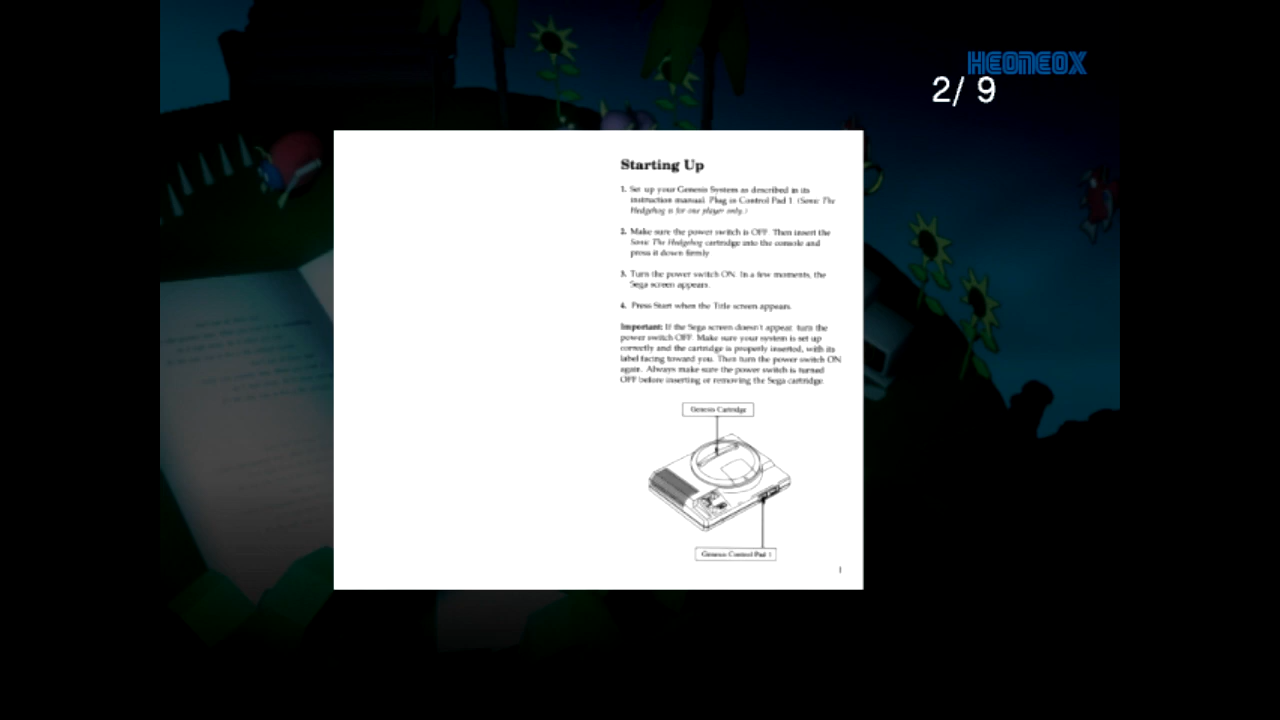 HEONEOX
2/ 9
Starting Up
1. Set up your Genesis System as described in its
instruction manual. Plug in Control Pad 1. (Sonic The
Hedgehog is for one player only.)
2. Make sure the power switch is OFF. Then insert the
Sonic The Hedgehog cartridge into the console and
press it down firmly.
3. Turn the power switch ON. In a few moments, the
Sega screen appears.
4. Press Start when the Title screen appears.
Important: If the Sega screen doesn't appear, turn the
power switch OFF. Make sure your system is set up
correctly and the cartridge is properly inserted, with its
label facing toward you. Then turn the power switch ON
again. Always make sure the power switch is turned
OFF before inserting or removing the Sega cartridge.
Genesis Cartridge
Genesis Control Pad 1
1